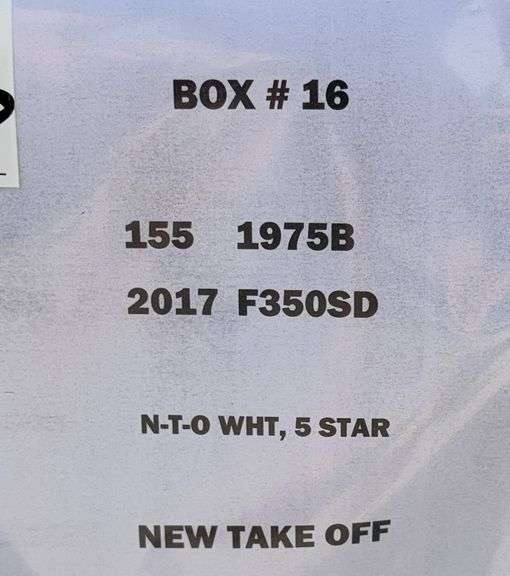 BOX # 16
155 1975B
2017 F350SD
N-T-O WHT, 5 STAR
NEW TAKE OFF